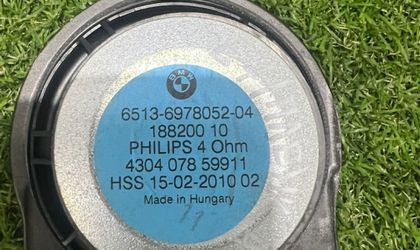 BMW
6513-6978052-04
188200 10
PHILIPS 4 Ohm
4304 078 59911
HSS 15-02-2010 02
Made in Hungary
11